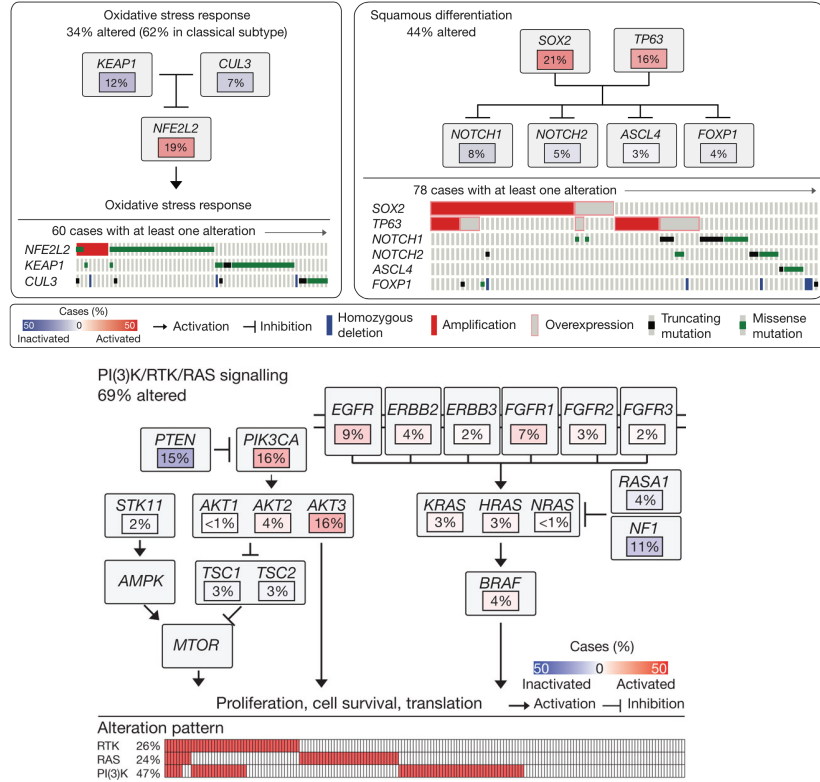 Oxidative stress response
34% altered (62% in classical subtype)
KEAP1
12%
CUL3
7%
NFE2L2
19%
Oxidative stress response
60 cases with at least one alteration
NFE2L2
KEAP1
CUL3
Squamous differentiation
44% altered
SOX2
21%
TP63
16%
NOTCH1
8%
NOTCH2
5%
ASCL4
3%
FOXP1
4%
78 cases with at least one alteration
SOX2
TP63
NOTCH1
NOTCH2
ASCL4
FOXP1
Cases (%)
50 0 50
Inactivated Activated
Activation
Inhibition
Homozygous
deletion
Amplification
Overexpression
Truncating
mutation
Missense
mutation
PI(3)K/RTK/RAS signalling
69% altered
EGFR
9%
ERBB2
4%
ERBB3
2%
FGFR1
7%
FGFR2
3%
FGFR3
2%
PTEN
15%
PIK3CA
16%
STK11
2%
AKT1
<1%
AKT2
4%
AKT3
16%
KRAS
3%
HRAS
3%
NRAS
<1%
RASA1
4%
NF1
11%
AMPK
TSC1
3%
TSC2
3%
BRAF
4%
MTOR
Cases (%)
50 0 50
Inactivated Activated
Activation Inhibition
Proliferation, cell survival, translation
Alteration pattern
RTK 26%
RAS 24%
PI(3)K 47%